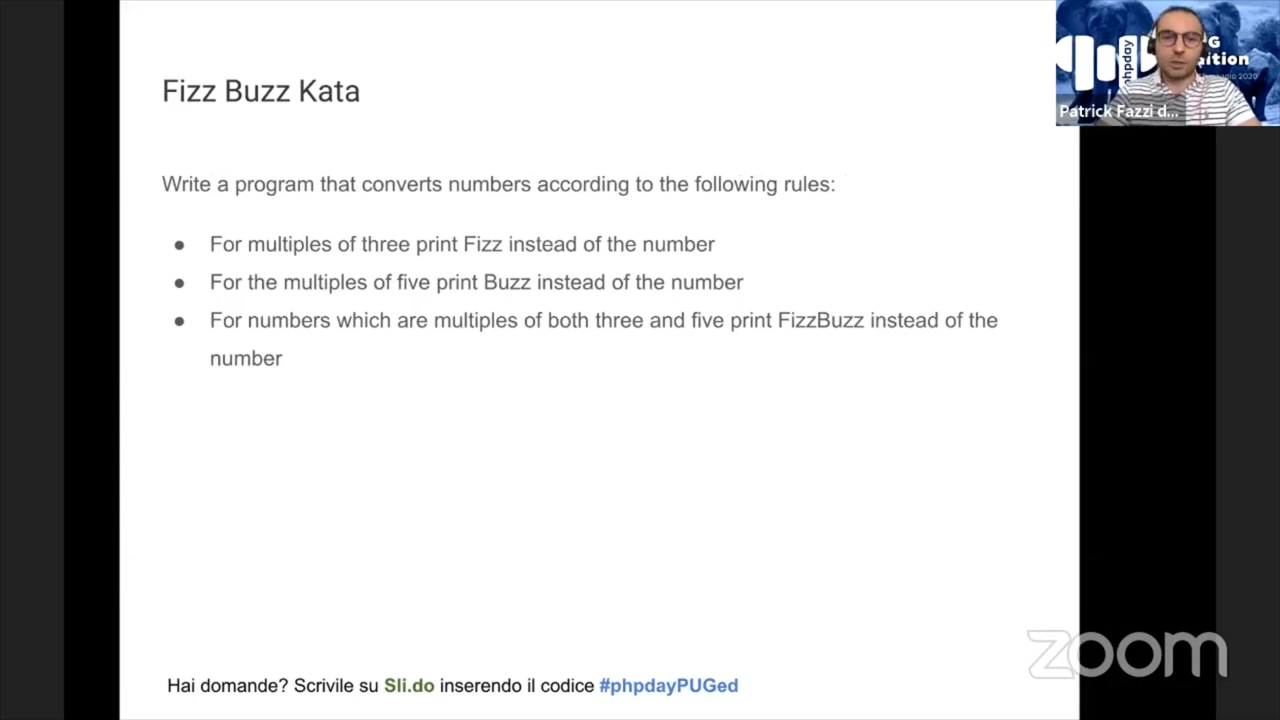 Fizz Buzz Kata
Write a program that converts numbers according to the following rules:
● For multiples of three print Fizz instead of the number
● For the multiples of five print Buzz instead of the number
● For numbers which are multiples of both three and five print FizzBuzz instead of the
number
Hai domande? Scrivile su Sli.do inserendo il codice #phpdayPUGed
phpday
Patrick Fazzi d...
zoom